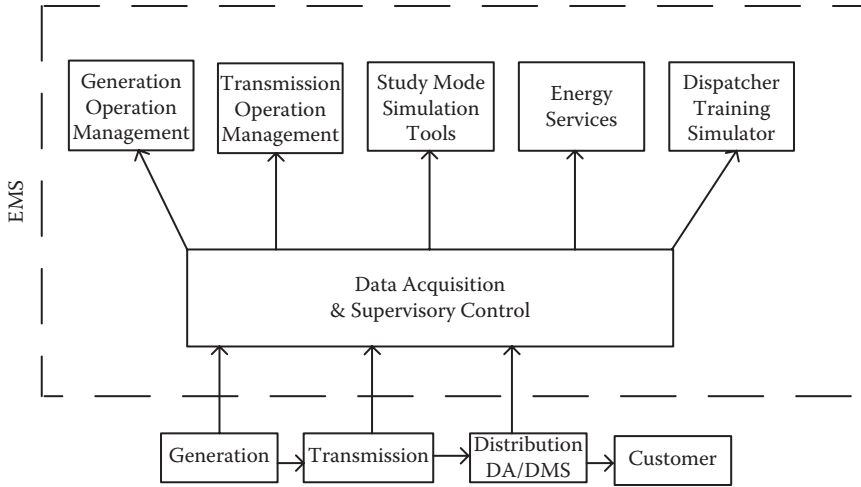 Generation
Operation
Management
Transmission
Operation
Management
Study Mode
Simulation
Tools
Energy
Services
Dispatcher
Training
Simulator
EMS
Data Acquisition
& Supervisory Control
Generation
Transmission
Distribution
DA/DMS
Customer